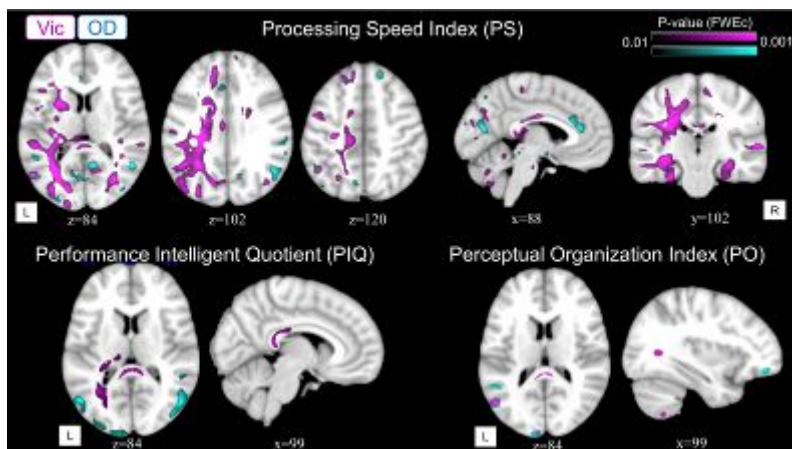 Vic OD
Processing Speed Index (PS)
P-value (FWEc)
0.01 0.001
L
z=84
z=102
z=120
x=88
y=102
R
Performance Intelligent Quotient (PIQ)
Perceptual Organization Index (PO)
L
z=84
x=99
L
z=84
x=99